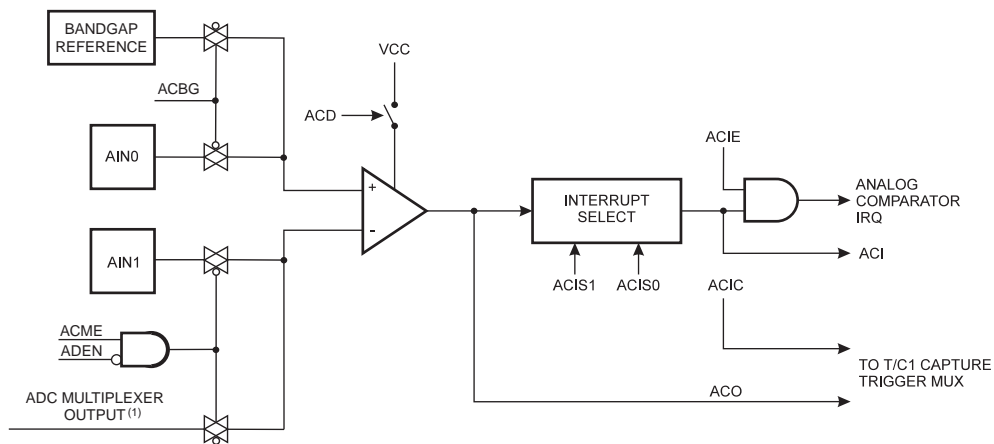 BANDGAP
REFERENCE
VCC
ACBG
ACD
AIN0
ACIE
+
INTERRUPT
SELECT
ANALOG
COMPARATOR
IRQ
-
AIN1
ACI
ACIS1
ACIS0
ACIC
ACME
ADEN
TO T/C1 CAPTURE
TRIGGER MUX
ADC MULTIPLEXER
OUTPUT (1)
ACO